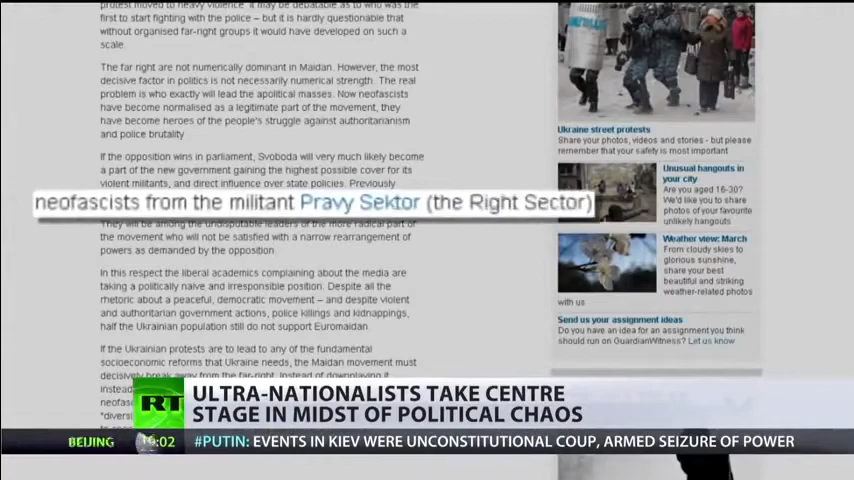 protest moved to heavy violence. It may be debatable as to who was the
first to start fighting with the police – but it is hardly questionable that
without organised far-right groups it would have developed on such a
scale.
The far right are not numerically dominant in Maidan. However, the most
decisive factor in politics is not necessarily numerical strength. The real
problem is who exactly will lead the apolitical masses. Now neofascists
have become normalised as a legitimate part of the movement, they
have become heroes of the people's struggle against authoritarianism
and police brutality.
If the opposition wins in parliament, Svoboda will very much likely become
a part of the new government gaining the highest possible cover for its
violent militants, and direct influence over state policies. Previously
neofascists from the militant Pravy Sektor (the Right Sector)
They will be among the undisputable leaders of the more radical part of
the movement who will not be satisfied with a narrow rearrangement of
powers as demanded by the opposition.
In this respect the liberal academics complaining about the media are
taking a politically naive and irresponsible position. Despite all the
rhetoric about a peaceful, democratic movement – and despite violent
and authoritarian government actions, police killings and kidnappings,
half the Ukrainian population still do not support Euromaidan.
If the Ukrainian protests are to lead to any of the fundamental
socioeconomic reforms that Ukraine needs, the Maidan movement must
decisively break away from the far-right. Instead of downplaying it
instead
neofas
"divers
Ukraine street protests
Share your photos, videos and stories - but please
remember that your safety is most important
Unusual hangouts in
your city
Are you aged 16-30?
We'd like you to share
photos of your favourite
unlikely hangouts
Weather view: March
From cloudy skies to
glorious sunshine,
share your best
beautiful and striking
weather-related photos
with us
Send us your assignment ideas
Do you have an idea for an assignment you think
should run on GuardianWitness? Let us know
RT
ULTRA-NATIONALISTS TAKE CENTRE
STAGE IN MIDST OF POLITICAL CHAOS
BEIJING 16:02 #PUTIN: EVENTS IN KIEV WERE UNCONSTITUTIONAL COUP, ARMED SEIZURE OF POWER